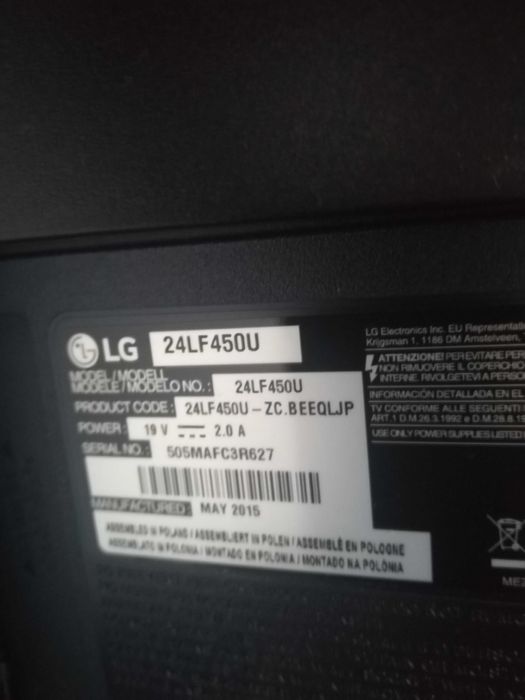 LG 24LF450U
MODEL / MODELL
MODELE / MODELO NO. : 24LF450U
PRODUCT CODE : 24LF450U-ZC.BEEQLJP
POWER : 19 V ⎓ 2.0 A
SERIAL NO. : 505MAFC3R627
MANUFACTURED : MAY 2015
ASSEMBLED IN POLAND / ASSEMBLIERT IN POLEN / ASSEMBLÉ EN POLOGNE
ASSEMBLATO IN POLONIA / MONTADO EN POLONIA / MONTADO NA POLÓNIA
LG Electronics Inc. EU Representati
Krijgsman 1, 1186 DM Amstelveen,
ATTENZIONE! PER EVITARE PER
NON RIMUOVERE IL COPERCHIO
INTERNE. RIVOLGETEVI A PERSO
INFORMACIÓN DETALLADA EN EL
TV CONFORME ALLE SEGUENTI
ART.1 D.M.26.3.1992 e D.M.28.8.19
USE ONLY POWER SUPPLIES LISTED